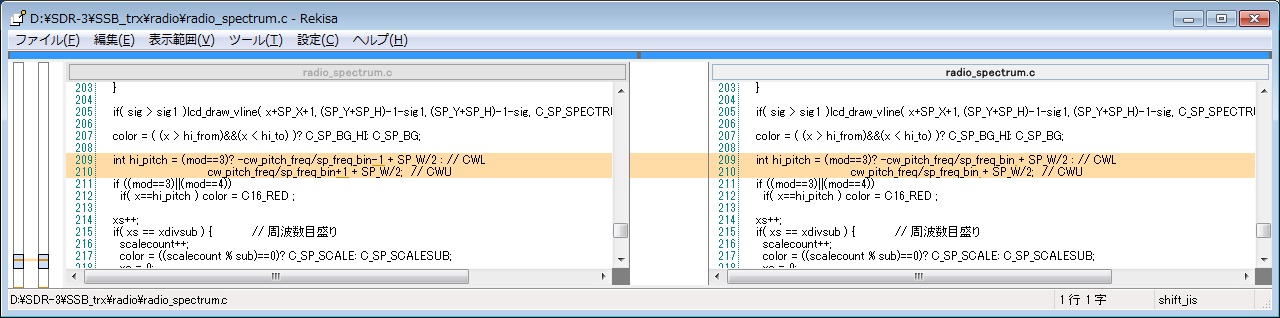 D:¥SDR-3¥SSB_trx¥radio¥radio_spectrum.c - Rekisa
ファイル(F) 編集(E) 表示範囲(V) ツール(T) 設定(C) ヘルプ(H)
radio_spectrum.c
203 }
204
205 if( sig > sig1 )lcd_draw_vline( x+SP_X+1, (SP_Y+SP_H)-1-sig1, (SP_Y+SP_H)-1-sig, C_SP_SPECTRU
206
207 color = ( (x > hi_from)&&(x < hi_to) )? C_SP_BG_HI: C_SP_BG;
208
209 int hi_pitch = (mod==3)? -cw_pitch_freq/sp_freq_bin-1 + SP_W/2 : // CWL
210 cw_pitch_freq/sp_freq_bin+1 + SP_W/2; // CWU
211 if ((mod==3)||(mod==4))
212 if( x==hi_pitch ) color = C16_RED ;
213
214 xs++;
215 if( xs == xdivsub ) { // 周波数目盛り
216 scalecount++;
217 color = ((scalecount % sub)==0)? C_SP_SCALE: C_SP_SCALESUB;
218 xs = 0;
radio_spectrum.c
203 }
204
205 if( sig > sig1 )lcd_draw_vline( x+SP_X+1, (SP_Y+SP_H)-1-sig1, (SP_Y+SP_H)-1-sig, C_SP_SPECTRU
206
207 color = ( (x > hi_from)&&(x < hi_to) )? C_SP_BG_HI: C_SP_BG;
208
209 int hi_pitch = (mod==3)? -cw_pitch_freq/sp_freq_bin + SP_W/2 : // CWL
210 cw_pitch_freq/sp_freq_bin + SP_W/2; // CWU
211 if ((mod==3)||(mod==4))
212 if( x==hi_pitch ) color = C16_RED ;
213
214 xs++;
215 if( xs == xdivsub ) { // 周波数目盛り
216 scalecount++;
217 color = ((scalecount % sub)==0)? C_SP_SCALE: C_SP_SCALESUB;
218 xs = 0;
D:¥SDR-3¥SSB_trx¥radio¥radio_spectrum.c 1 行 1 字 shift_jis